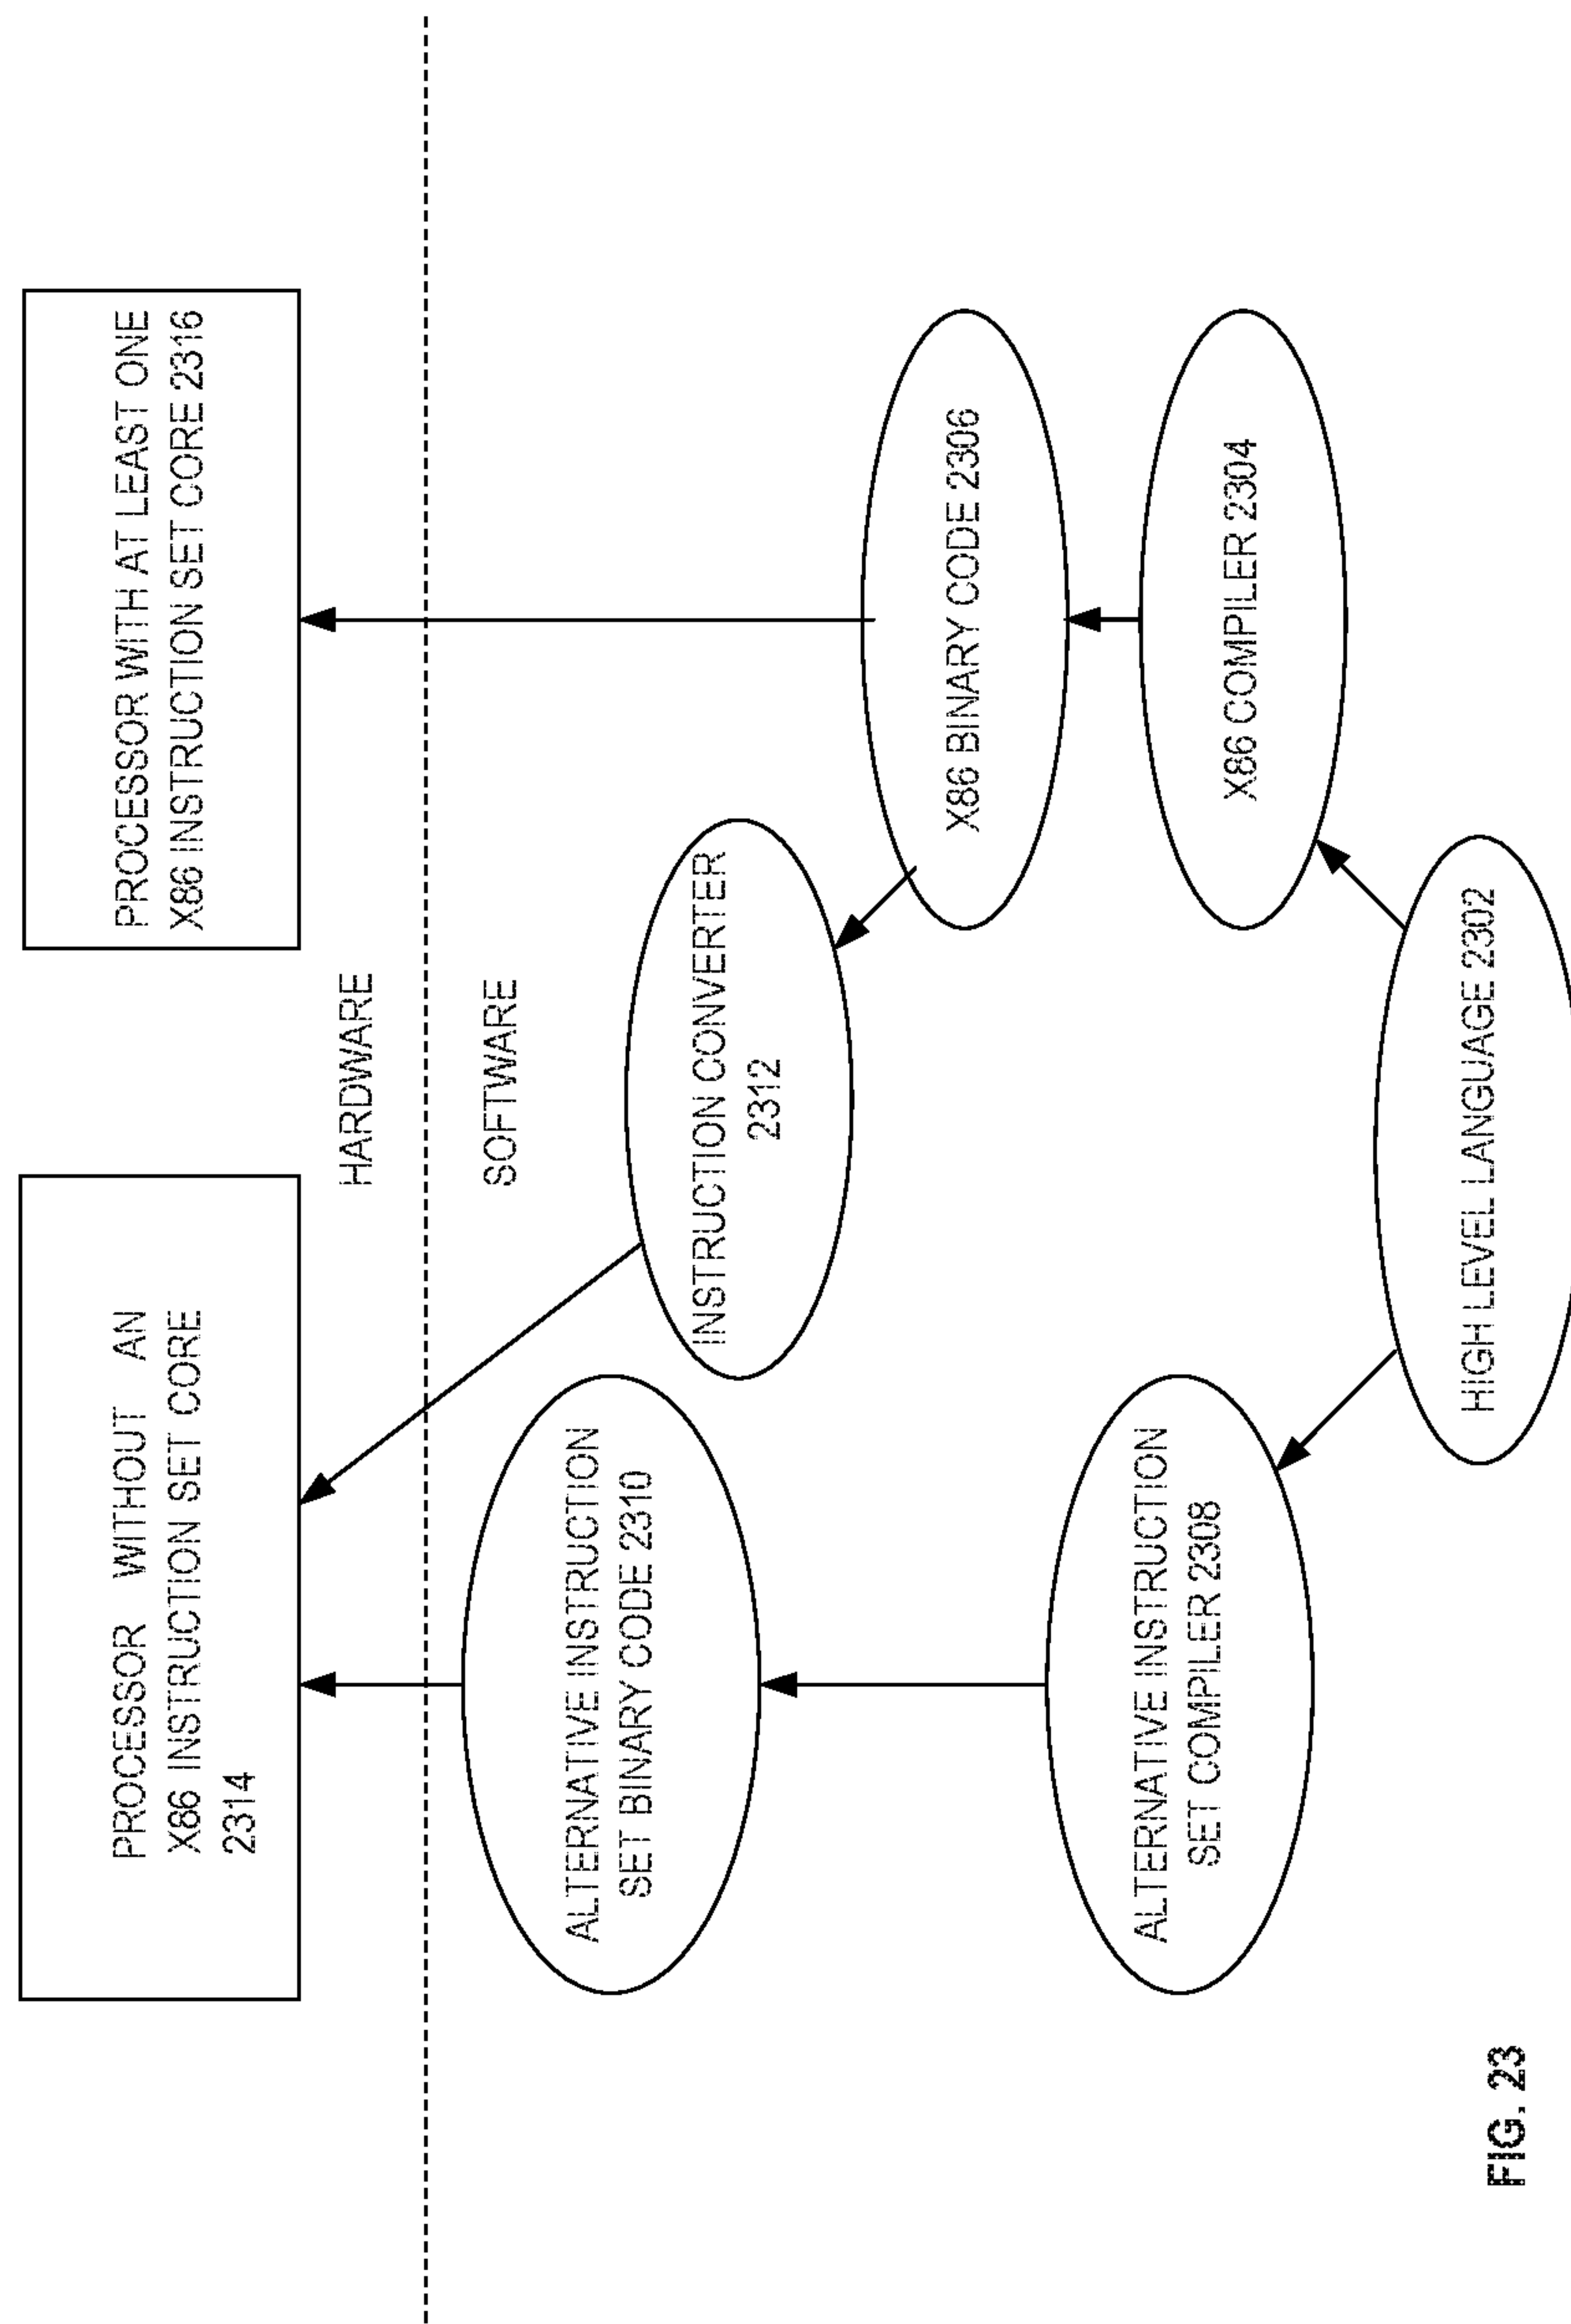 PROCESSOR WITHOUT AN
X86 INSTRUCTION SET CORE
2314
PROCESSOR WITH AT LEAST ONE
X86 INSTRUCTION SET CORE 2316
HARDWARE
SOFTWARE
ALTERNATIVE INSTRUCTION
SET BINARY CODE 2310
INSTRUCTION CONVERTER
2312
X86 BINARY CODE 2306
ALTERNATIVE INSTRUCTION
SET COMPILER 2308
X86 COMPILER 2304
HIGH LEVEL LANGUAGE 2302
FIG. 23